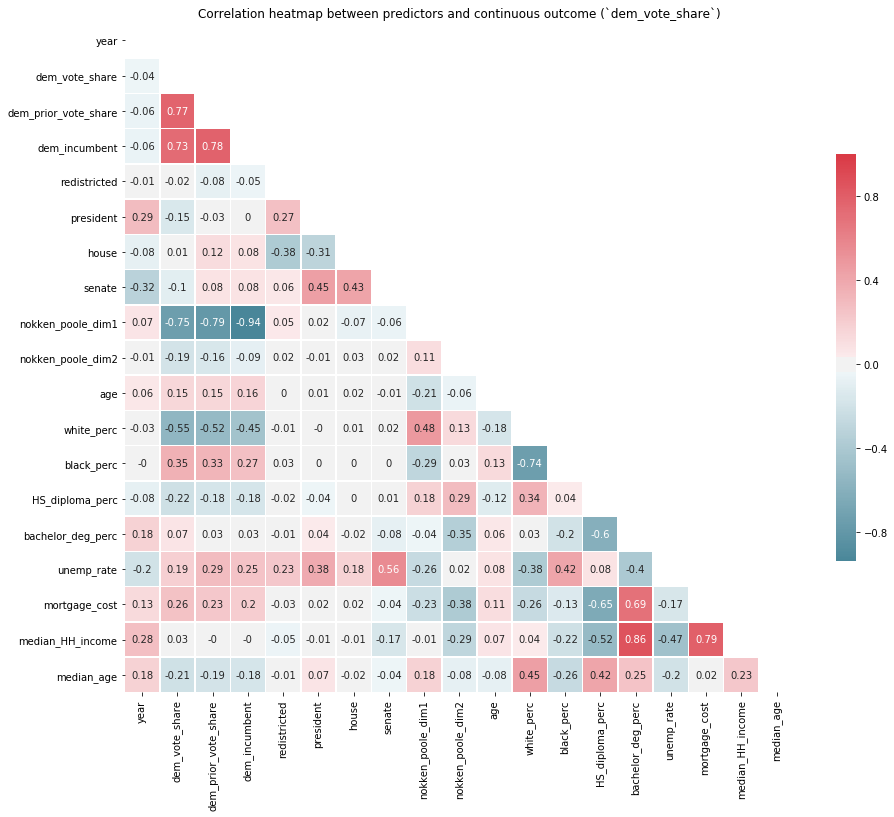 Correlation heatmap between predictors and continuous outcome (`dem_vote_share`)
year
dem_vote_share -0.04
dem_prior_vote_share -0.06 0.77
dem_incumbent -0.06 0.73 0.78
redistricted -0.01 -0.02 -0.08 -0.05
president 0.29 -0.15 -0.03 0 0.27
house -0.08 0.01 0.12 0.08 -0.38 -0.31
senate -0.32 -0.1 0.08 0.08 0.06 0.45 0.43
nokken_poole_dim1 0.07 -0.75 -0.79 -0.94 0.05 0.02 -0.07 -0.06
nokken_poole_dim2 -0.01 -0.19 -0.16 -0.09 0.02 -0.01 0.03 0.02 0.11
age 0.06 0.15 0.15 0.16 0 0.01 0.02 -0.01 -0.21 -0.06
white_perc -0.03 -0.55 -0.52 -0.45 -0.01 -0 0.01 0.02 0.48 0.13 -0.18
black_perc -0 0.35 0.33 0.27 0.03 0 0 0 -0.29 0.03 0.13 -0.74
HS_diploma_perc -0.08 -0.22 -0.18 -0.18 -0.02 -0.04 0 0.01 0.18 0.29 -0.12 0.34 0.04
bachelor_deg_perc 0.18 0.07 0.03 0.03 -0.01 0.04 -0.02 -0.08 -0.04 -0.35 0.06 0.03 -0.2 -0.6
unemp_rate -0.2 0.19 0.29 0.25 0.23 0.38 0.18 0.56 -0.26 0.02 0.08 -0.38 0.42 0.08 -0.4
mortgage_cost 0.13 0.26 0.23 0.2 -0.03 0.02 0.02 -0.04 -0.23 -0.38 0.11 -0.26 -0.13 -0.65 0.69 -0.17
median_HH_income 0.28 0.03 -0 -0 -0.05 -0.01 -0.01 -0.17 -0.01 -0.29 0.07 0.04 -0.22 -0.52 0.86 -0.47 0.79
median_age 0.18 -0.21 -0.19 -0.18 -0.01 0.07 -0.02 -0.04 0.18 -0.08 -0.08 0.45 -0.26 0.42 0.25 -0.2 0.02 0.23
year
dem_vote_share
dem_prior_vote_share
dem_incumbent
redistricted
president
house
senate
nokken_poole_dim1
nokken_poole_dim2
age
white_perc
black_perc
HS_diploma_perc
bachelor_deg_perc
unemp_rate
mortgage_cost
median_HH_income
median_age
0.8
0.4
0.0
−0.4
−0.8